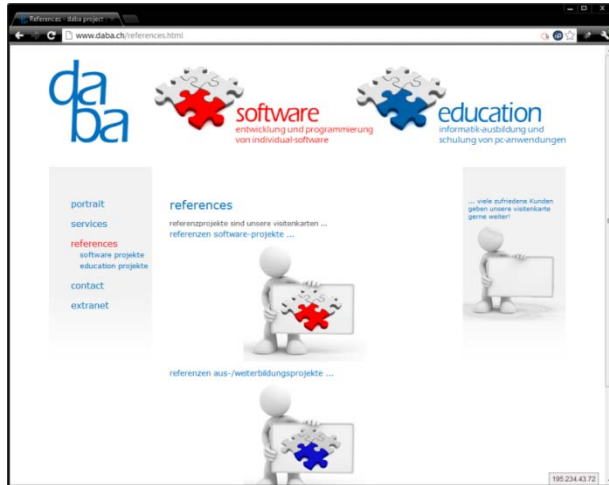 References - daba project
www.daba.ch/references.html
da
ba
software
entwicklung und programmierung
von individual-software
education
informatik-ausbildung und
schulung von pc-anwendungen
portrait
services
references
software projekte
education projekte
contact
extranet
references
referenzprojekte sind unsere visitenkarten ...
referenzen software-projekte ...
referenzen aus-/weiterbildungsprojekte ...
... viele zufriedene Kunden
geben unsere visitenkarte
gerne weiter!
195.234.43.72